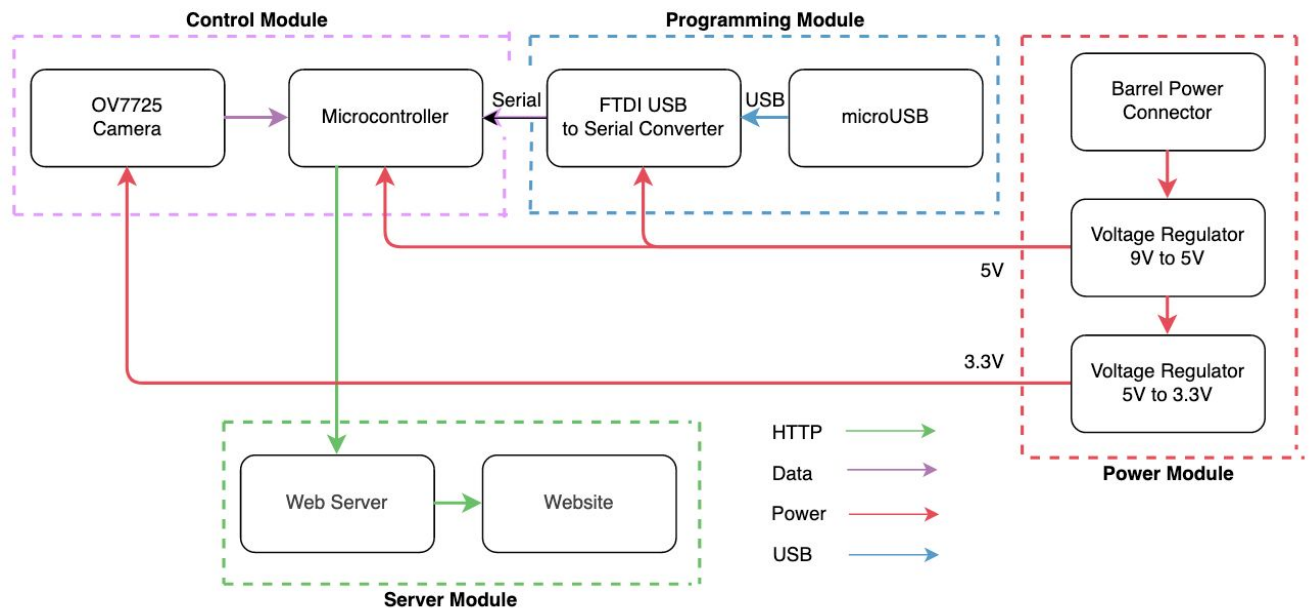 Control Module
Programming Module
OV7725
Camera
Microcontroller
Serial
FTDI USB
to Serial Converter
USB
microUSB
Barrel Power
Connector
Voltage Regulator
9V to 5V
5V
3.3V
Voltage Regulator
5V to 3.3V
Power Module
HTTP
Data
Power
USB
Web Server
Website
Server Module